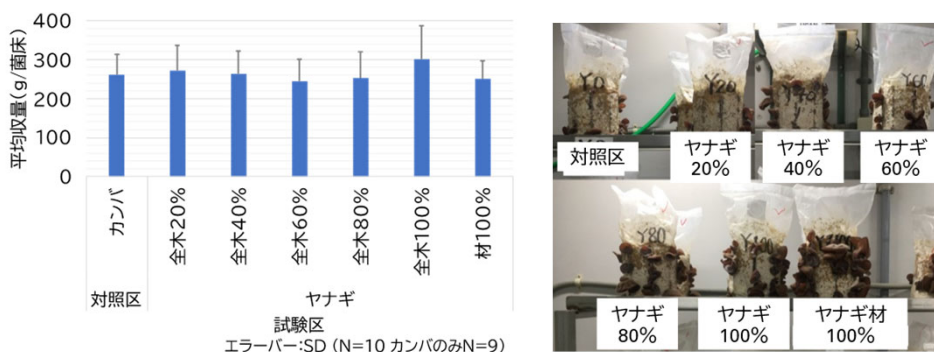 平均収量(g/菌床)
400
300
200
100
0
カンバ
全木20%
全木40%
全木60%
全木80%
全木100%
材100%
対照区
ヤナギ
試験区
エラーバー:SD (N=10 カンバのみN=9)
Y0
Y20
Y60
対照区
ヤナギ
20%
ヤナギ
40%
ヤナギ
60%
Y80
ヤナギ
80%
ヤナギ
100%
ヤナギ材
100%